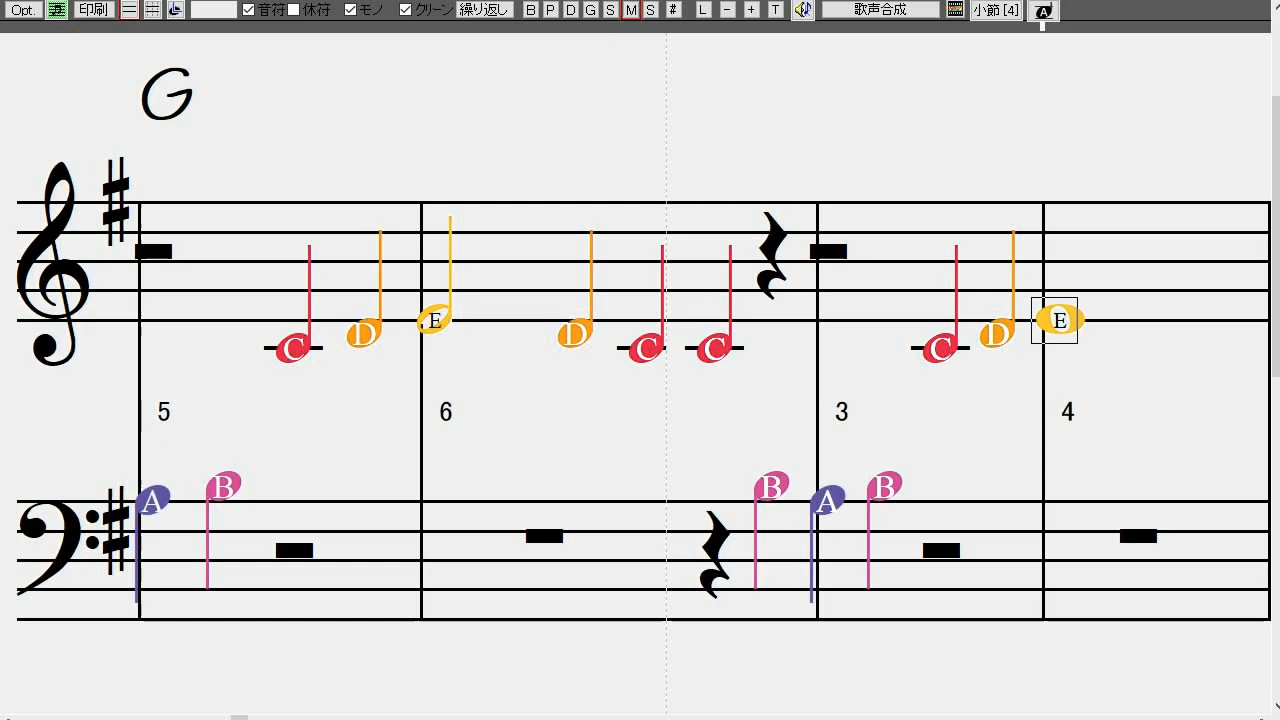 Opt. 印刷 音符 休符 モノ クリーン 繰り返し B P D G S M S # L − + T 歌声合成 小節 [4] A
G
C D E D C C C D E
5 6 3 4
A B B A B